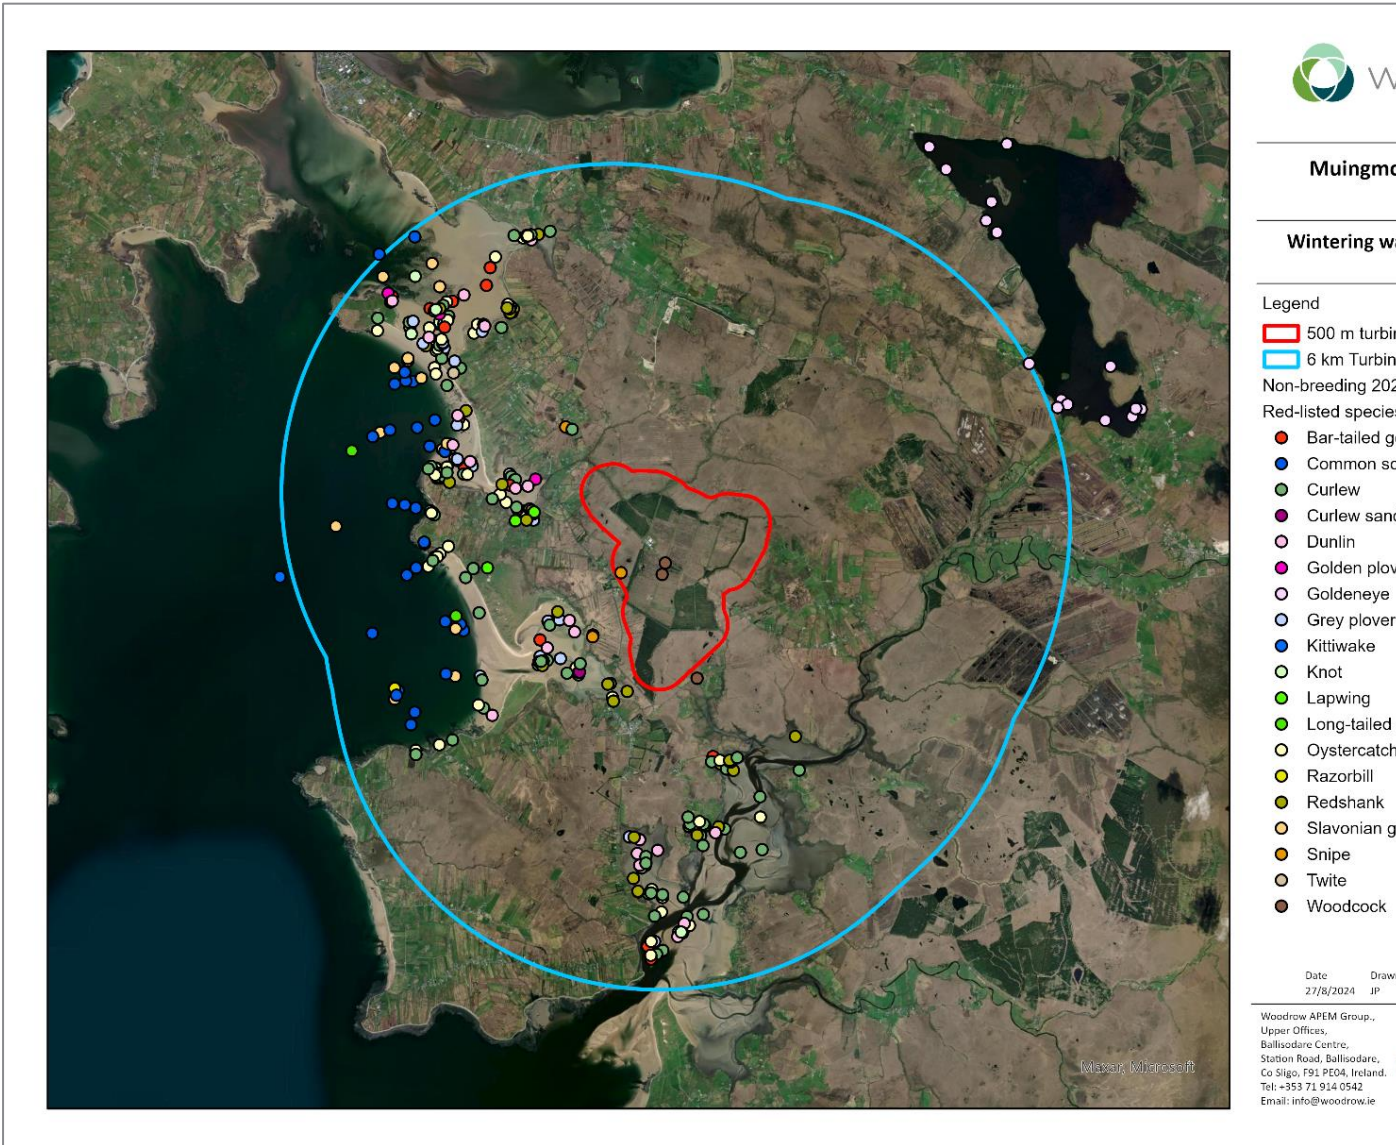 W
Muingmo
Wintering wa
Legend
500 m turbin
6 km Turbin
Non-breeding 202
Red-listed species
Bar-tailed g
Common sc
Curlew
Curlew sand
Dunlin
Golden plov
Goldeneye
Grey plover
Kittiwake
Knot
Lapwing
Long-tailed
Oystercatch
Razorbill
Redshank
Slavonian g
Snipe
Twite
Woodcock
Date Drawn
27/8/2024 JP
Woodrow APEM Group.,
Upper Offices,
Ballisodare Centre,
Station Road, Ballisodare,
Co Sligo, F91 PE04, Ireland.
Tel: +353 71 914 0542
Email: info@woodrow.ie
Maxar, Microsoft